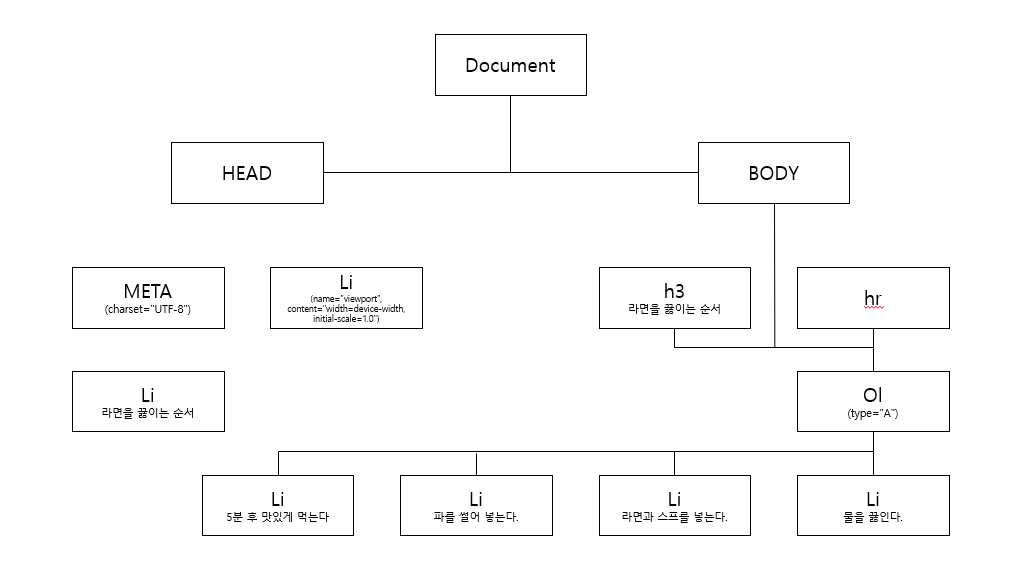 Document
HEAD
BODY
META
(charset="UTF-8")
Li
(name="viewport",
content="width=device-width,
initial-scale=1.0")
h3
라면을 끓이는 순서
hr
Li
라면을 끓이는 순서
Ol
(type="A")
Li
5분 후 맛있게 먹는다
Li
파를 썰어 넣는다.
Li
라면과 스프를 넣는다.
Li
물을 끓인다.